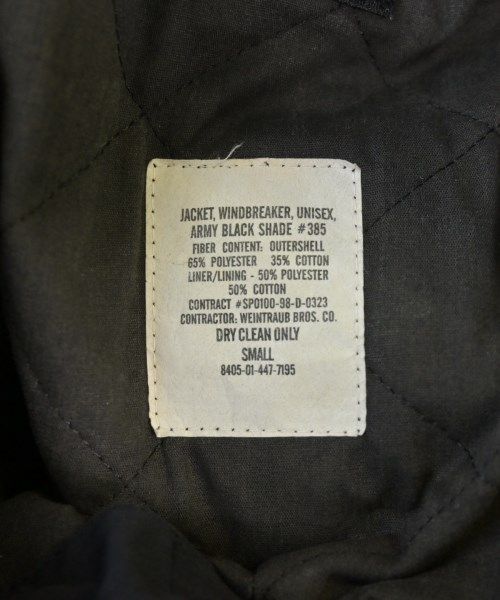 JACKET, WINDBREAKER, UNISEX,
ARMY BLACK SHADE #385
FIBER CONTENT: OUTERSHELL
65% POLYESTER 35% COTTON
LINER/LINING - 50% POLYESTER
50% COTTON
CONTRACT #SP0100-98-D-0323
CONTRACTOR: WEINTRAUB BROS. CO.
DRY CLEAN ONLY
SMALL
8405-01-447-7195